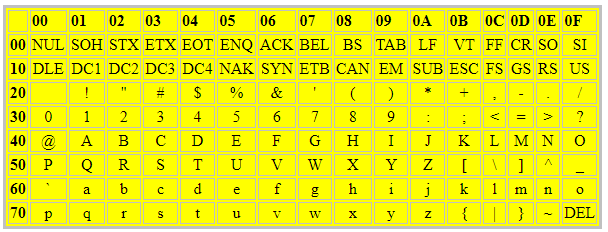 00 01 02 03 04 05 06 07 08 09 0A 0B 0C 0D 0E 0F
00 NUL SOH STX ETX EOT ENQ ACK BEL BS TAB LF VT FF CR SO SI
10 DLE DC1 DC2 DC3 DC4 NAK SYN ETB CAN EM SUB ESC FS GS RS US
20 ! " # $ % & ' ( ) * + , - . /
30 0 1 2 3 4 5 6 7 8 9 : ; < = > ?
40 @ A B C D E F G H I J K L M N O
50 P Q R S T U V W X Y Z [ \ ] ^ _
60 ` a b c d e f g h i j k l m n o
70 p q r s t u v w x y z { | } ~ DEL